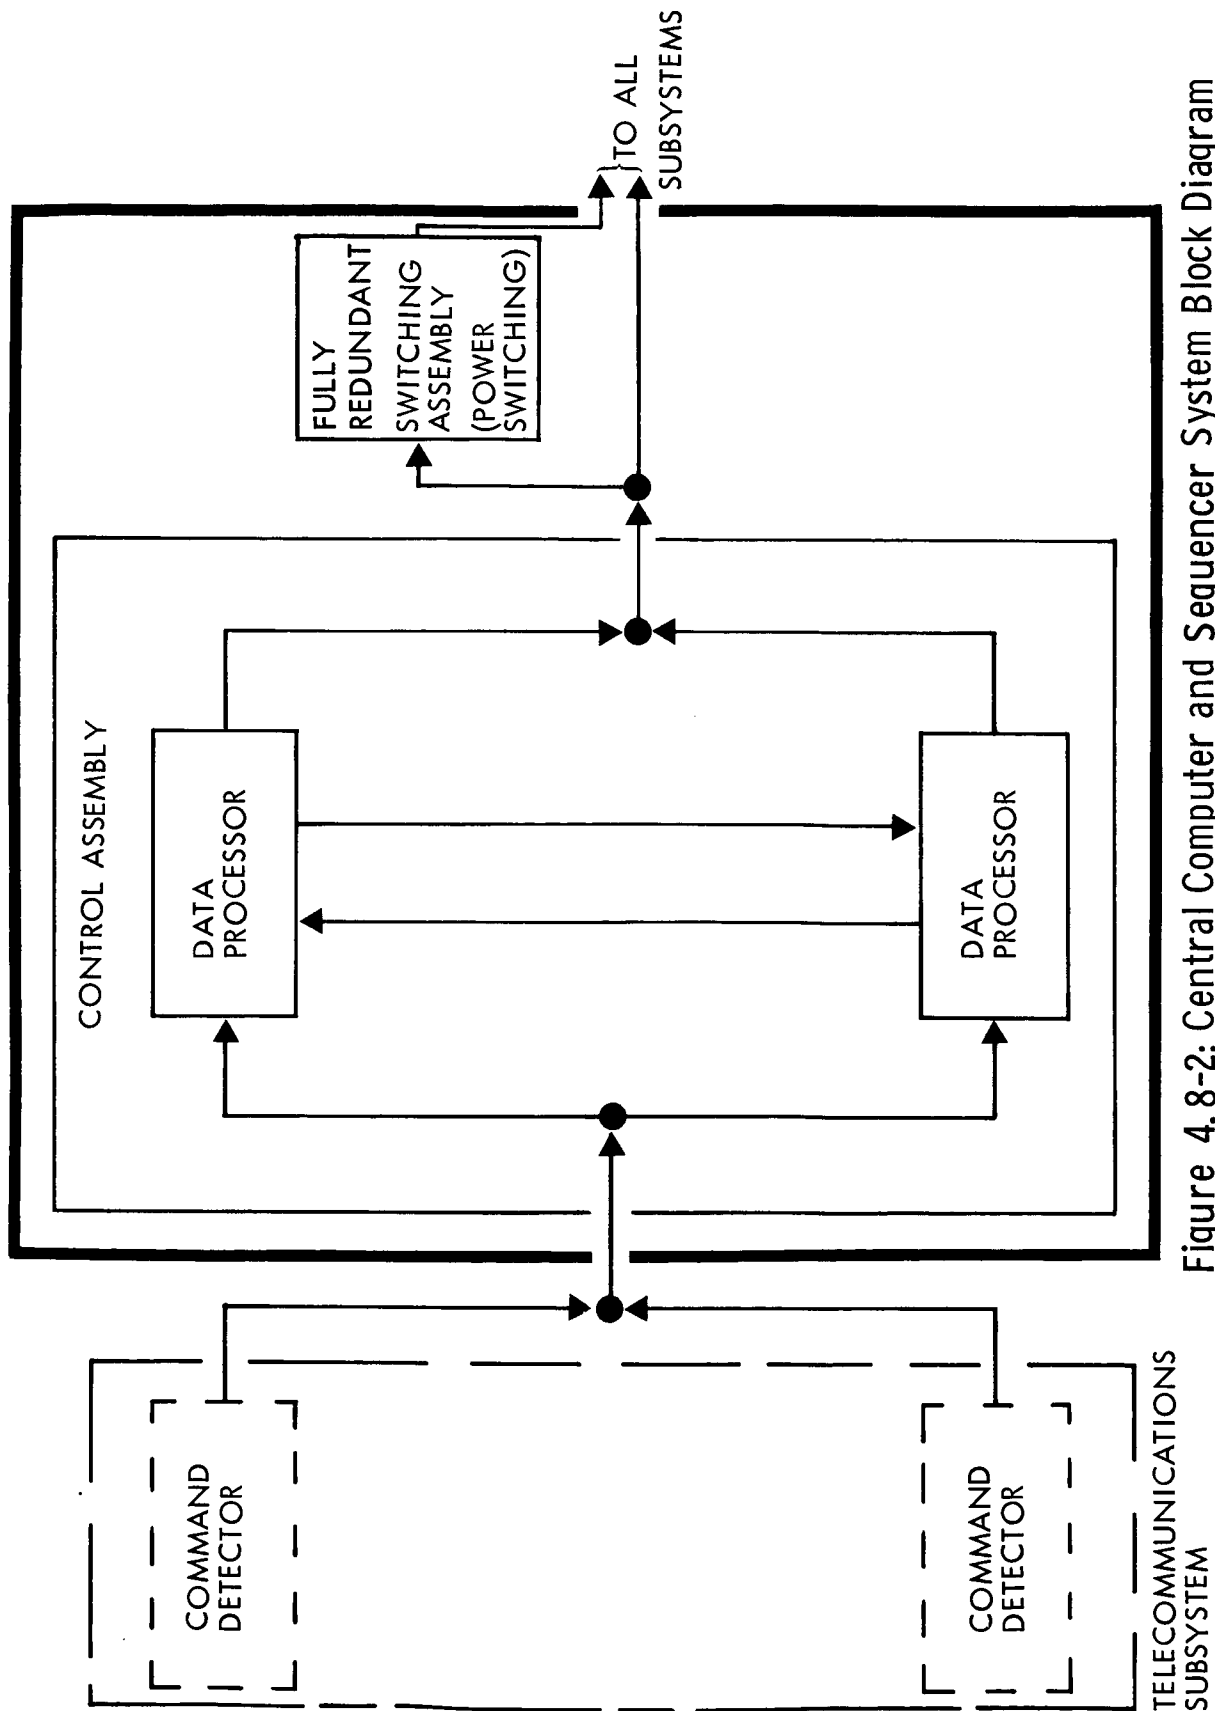 CONTROL ASSEMBLY
COMMAND
DETECTOR
DATA
PROCESSOR
FULLY
REDUNDANT
SWITCHING
ASSEMBLY
(POWER
SWITCHING)
TO ALL
SUBSYSTEMS
COMMAND
DETECTOR
DATA
PROCESSOR
TELECOMMUNICATIONS
SUBSYSTEM
Figure 4.8-2: Central Computer and Sequencer System Block Diagram